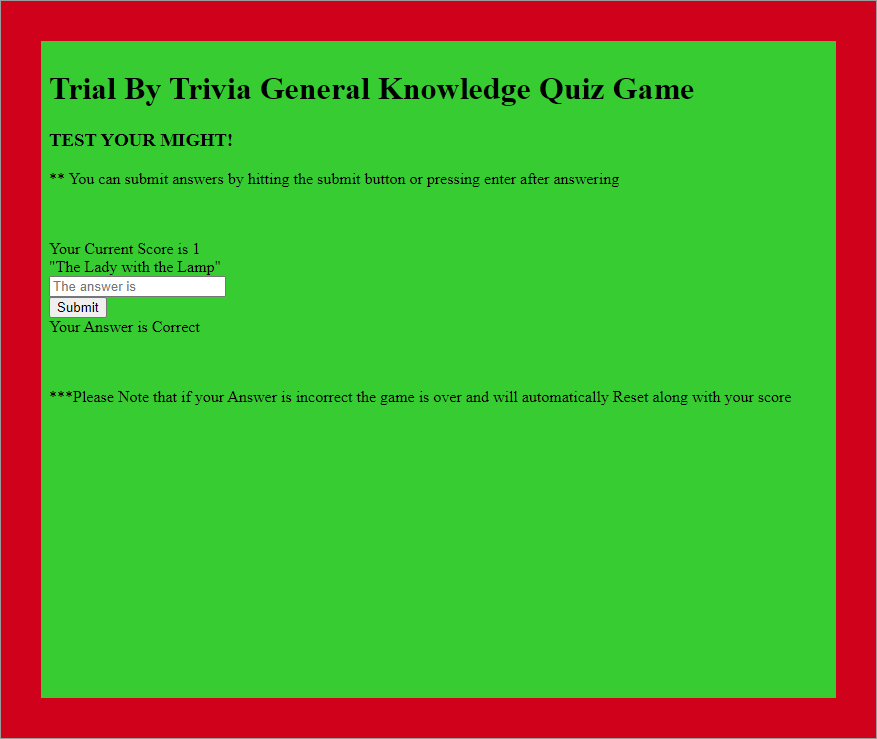 Trial By Trivia General Knowledge Quiz Game
TEST YOUR MIGHT!
** You can submit answers by hitting the submit button or pressing enter after answering
Your Current Score is 1
"The Lady with the Lamp"
The answer is
Submit
Your Answer is Correct
***Please Note that if your Answer is incorrect the game is over and will automatically Reset along with your score